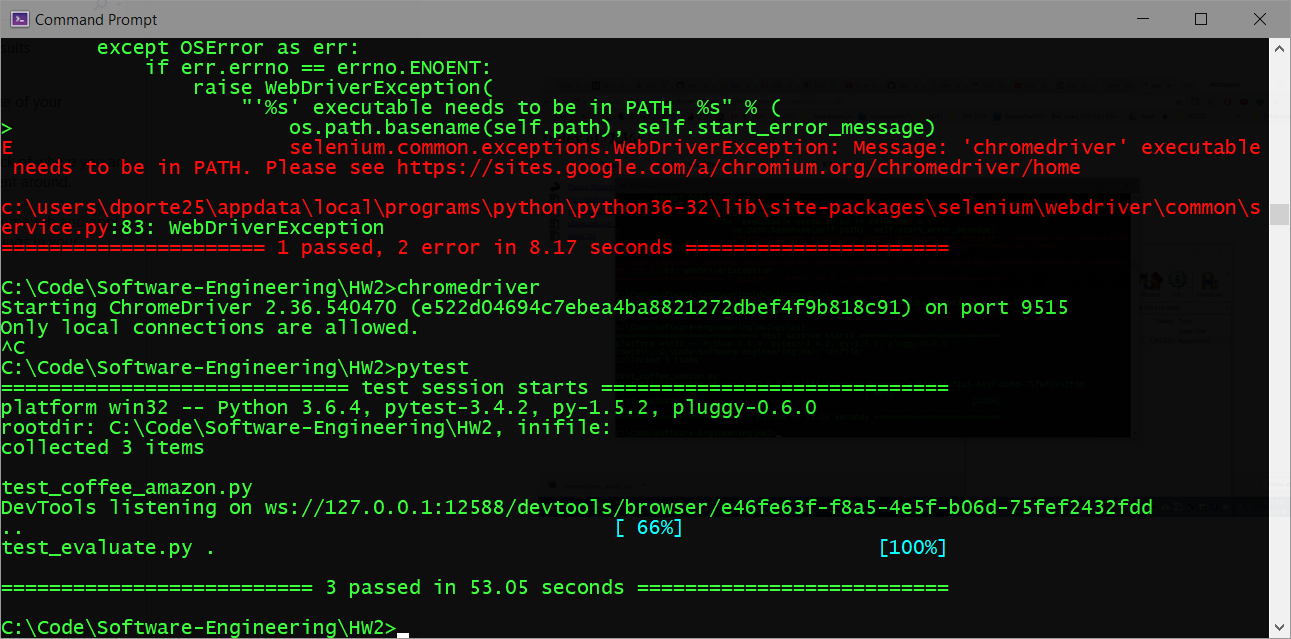 Command Prompt
except OSError as err:
if err.errno == errno.ENOENT:
raise WebDriverException(
"'%s' executable needs to be in PATH. %s" % (
> os.path.basename(self.path), self.start_error_message)
E selenium.common.exceptions.WebDriverException: Message: 'chromedriver' executable
needs to be in PATH. Please see https://sites.google.com/a/chromium.org/chromedriver/home
c:\users\dporte25\appdata\local\programs\python\python36-32\lib\site-packages\selenium\webdriver\common\s
ervice.py:83: WebDriverException
====================== 1 passed, 2 error in 8.17 seconds ======================
C:\Code\Software-Engineering\HW2>chromedriver
Starting ChromeDriver 2.36.540470 (e522d04694c7ebea4ba8821272dbef4f9b818c91) on port 9515
Only local connections are allowed.
^C
C:\Code\Software-Engineering\HW2>pytest
============================= test session starts =============================
platform win32 -- Python 3.6.4, pytest-3.4.2, py-1.5.2, pluggy-0.6.0
rootdir: C:\Code\Software-Engineering\HW2, inifile:
collected 3 items
test_coffee_amazon.py
DevTools listening on ws://127.0.0.1:12588/devtools/browser/e46fe63f-f8a5-4e5f-b06d-75fef2432fdd
.. [ 66%]
test_evaluate.py . [100%]
========================== 3 passed in 53.05 seconds ==========================
C:\Code\Software-Engineering\HW2>